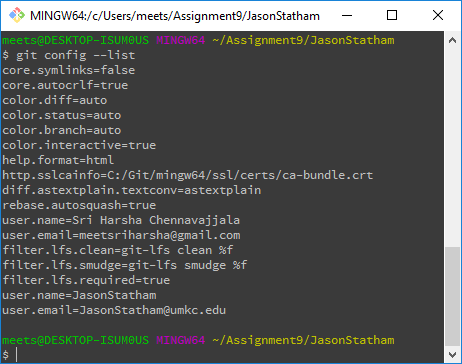 MINGW64:/c/Users/meets/Assignment9/JasonStatham
meets@DESKTOP-ISUM0US MINGW64 ~/Assignment9/JasonStatham
$ git config --list
core.symlinks=false
core.autocrlf=true
color.diff=auto
color.status=auto
color.branch=auto
color.interactive=true
help.format=html
http.sslcainfo=C:/Git/mingw64/ssl/certs/ca-bundle.crt
diff.astextplain.textconv=astextplain
rebase.autosquash=true
user.name=Sri Harsha Chennavajjala
user.email=meetsriharsha@gmail.com
filter.lfs.clean=git-lfs clean %f
filter.lfs.smudge=git-lfs smudge %f
filter.lfs.required=true
user.name=JasonStatham
user.email=JasonStatham@umkc.edu
meets@DESKTOP-ISUM0US MINGW64 ~/Assignment9/JasonStatham
$